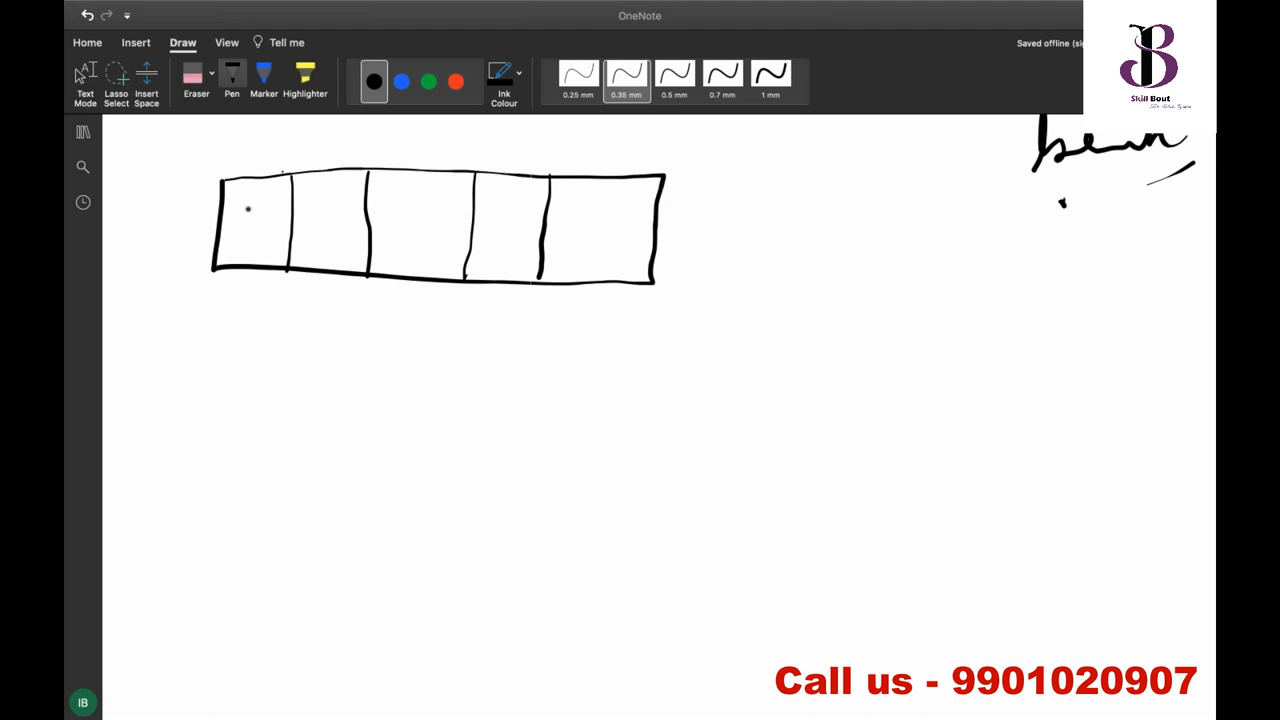 OneNote
Home Insert Draw View Tell me
Saved offline
Text Mode
Lasso Select
Insert Space
Eraser
Pen
Marker
Highlighter
Ink Colour
0.25 mm
0.35 mm
0.5 mm
0.7 mm
1 mm
Skill Bout
IB
Call us - 9901020907